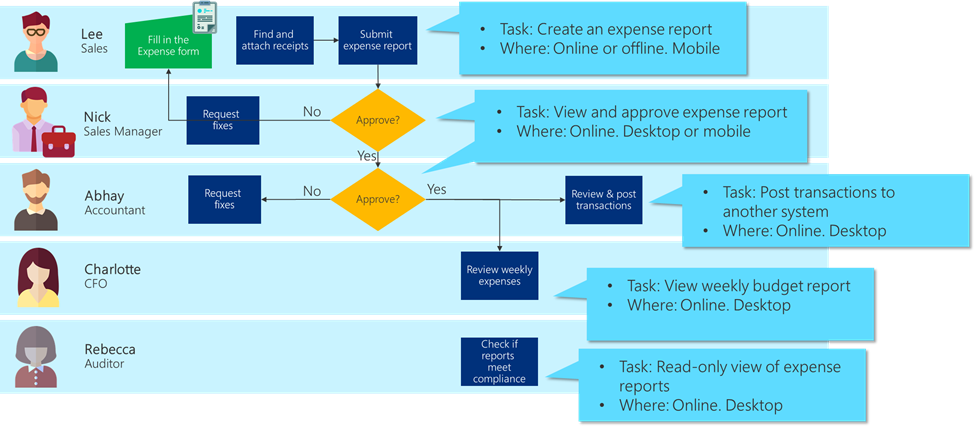 Lee
Sales
Fill in the
Expense form
Find and
attach receipts
Submit
expense report
• Task: Create an expense report
• Where: Online or offline. Mobile
Nick
Sales Manager
Request
fixes
No
Approve?
Yes
• Task: View and approve expense report
• Where: Online. Desktop or mobile
Abhay
Accountant
Request
fixes
No
Approve?
Yes
Review & post
transactions
• Task: Post transactions to
another system
• Where: Online. Desktop
Charlotte
CFO
Review weekly
expenses
• Task: View weekly budget report
• Where: Online. Desktop
Rebecca
Auditor
Check if
reports
meet
compliance
• Task: Read-only view of expense
reports
• Where: Online. Desktop